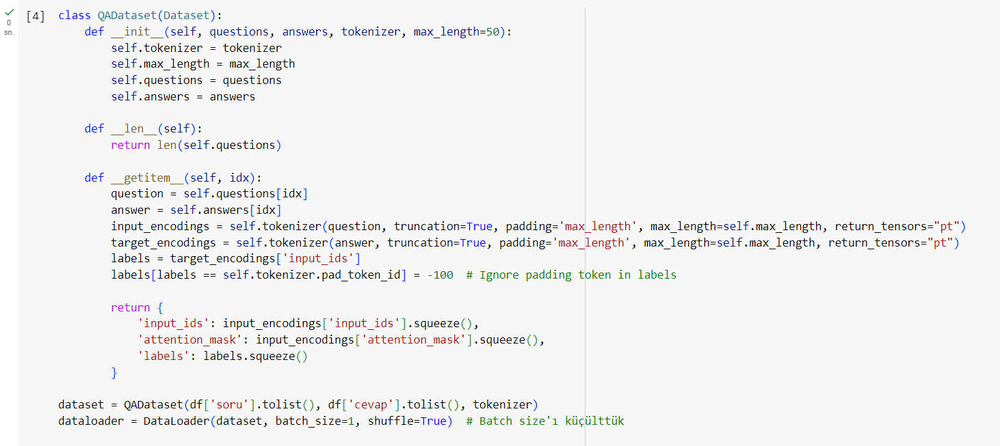 [4] class QADataset(Dataset):
0
sn.
    def __init__(self, questions, answers, tokenizer, max_length=50):
        self.tokenizer = tokenizer
        self.max_length = max_length
        self.questions = questions
        self.answers = answers

    def __len__(self):
        return len(self.questions)

    def __getitem__(self, idx):
        question = self.questions[idx]
        answer = self.answers[idx]
        input_encodings = self.tokenizer(question, truncation=True, padding='max_length', max_length=self.max_length, return_tensors="pt")
        target_encodings = self.tokenizer(answer, truncation=True, padding='max_length', max_length=self.max_length, return_tensors="pt")
        labels = target_encodings['input_ids']
        labels[labels == self.tokenizer.pad_token_id] = -100  # Ignore padding token in labels

        return {
            'input_ids': input_encodings['input_ids'].squeeze(),
            'attention_mask': input_encodings['attention_mask'].squeeze(),
            'labels': labels.squeeze()
        }

dataset = QADataset(df['soru'].tolist(), df['cevap'].tolist(), tokenizer)
dataloader = DataLoader(dataset, batch_size=1, shuffle=True)  # Batch size'ı küçülttük